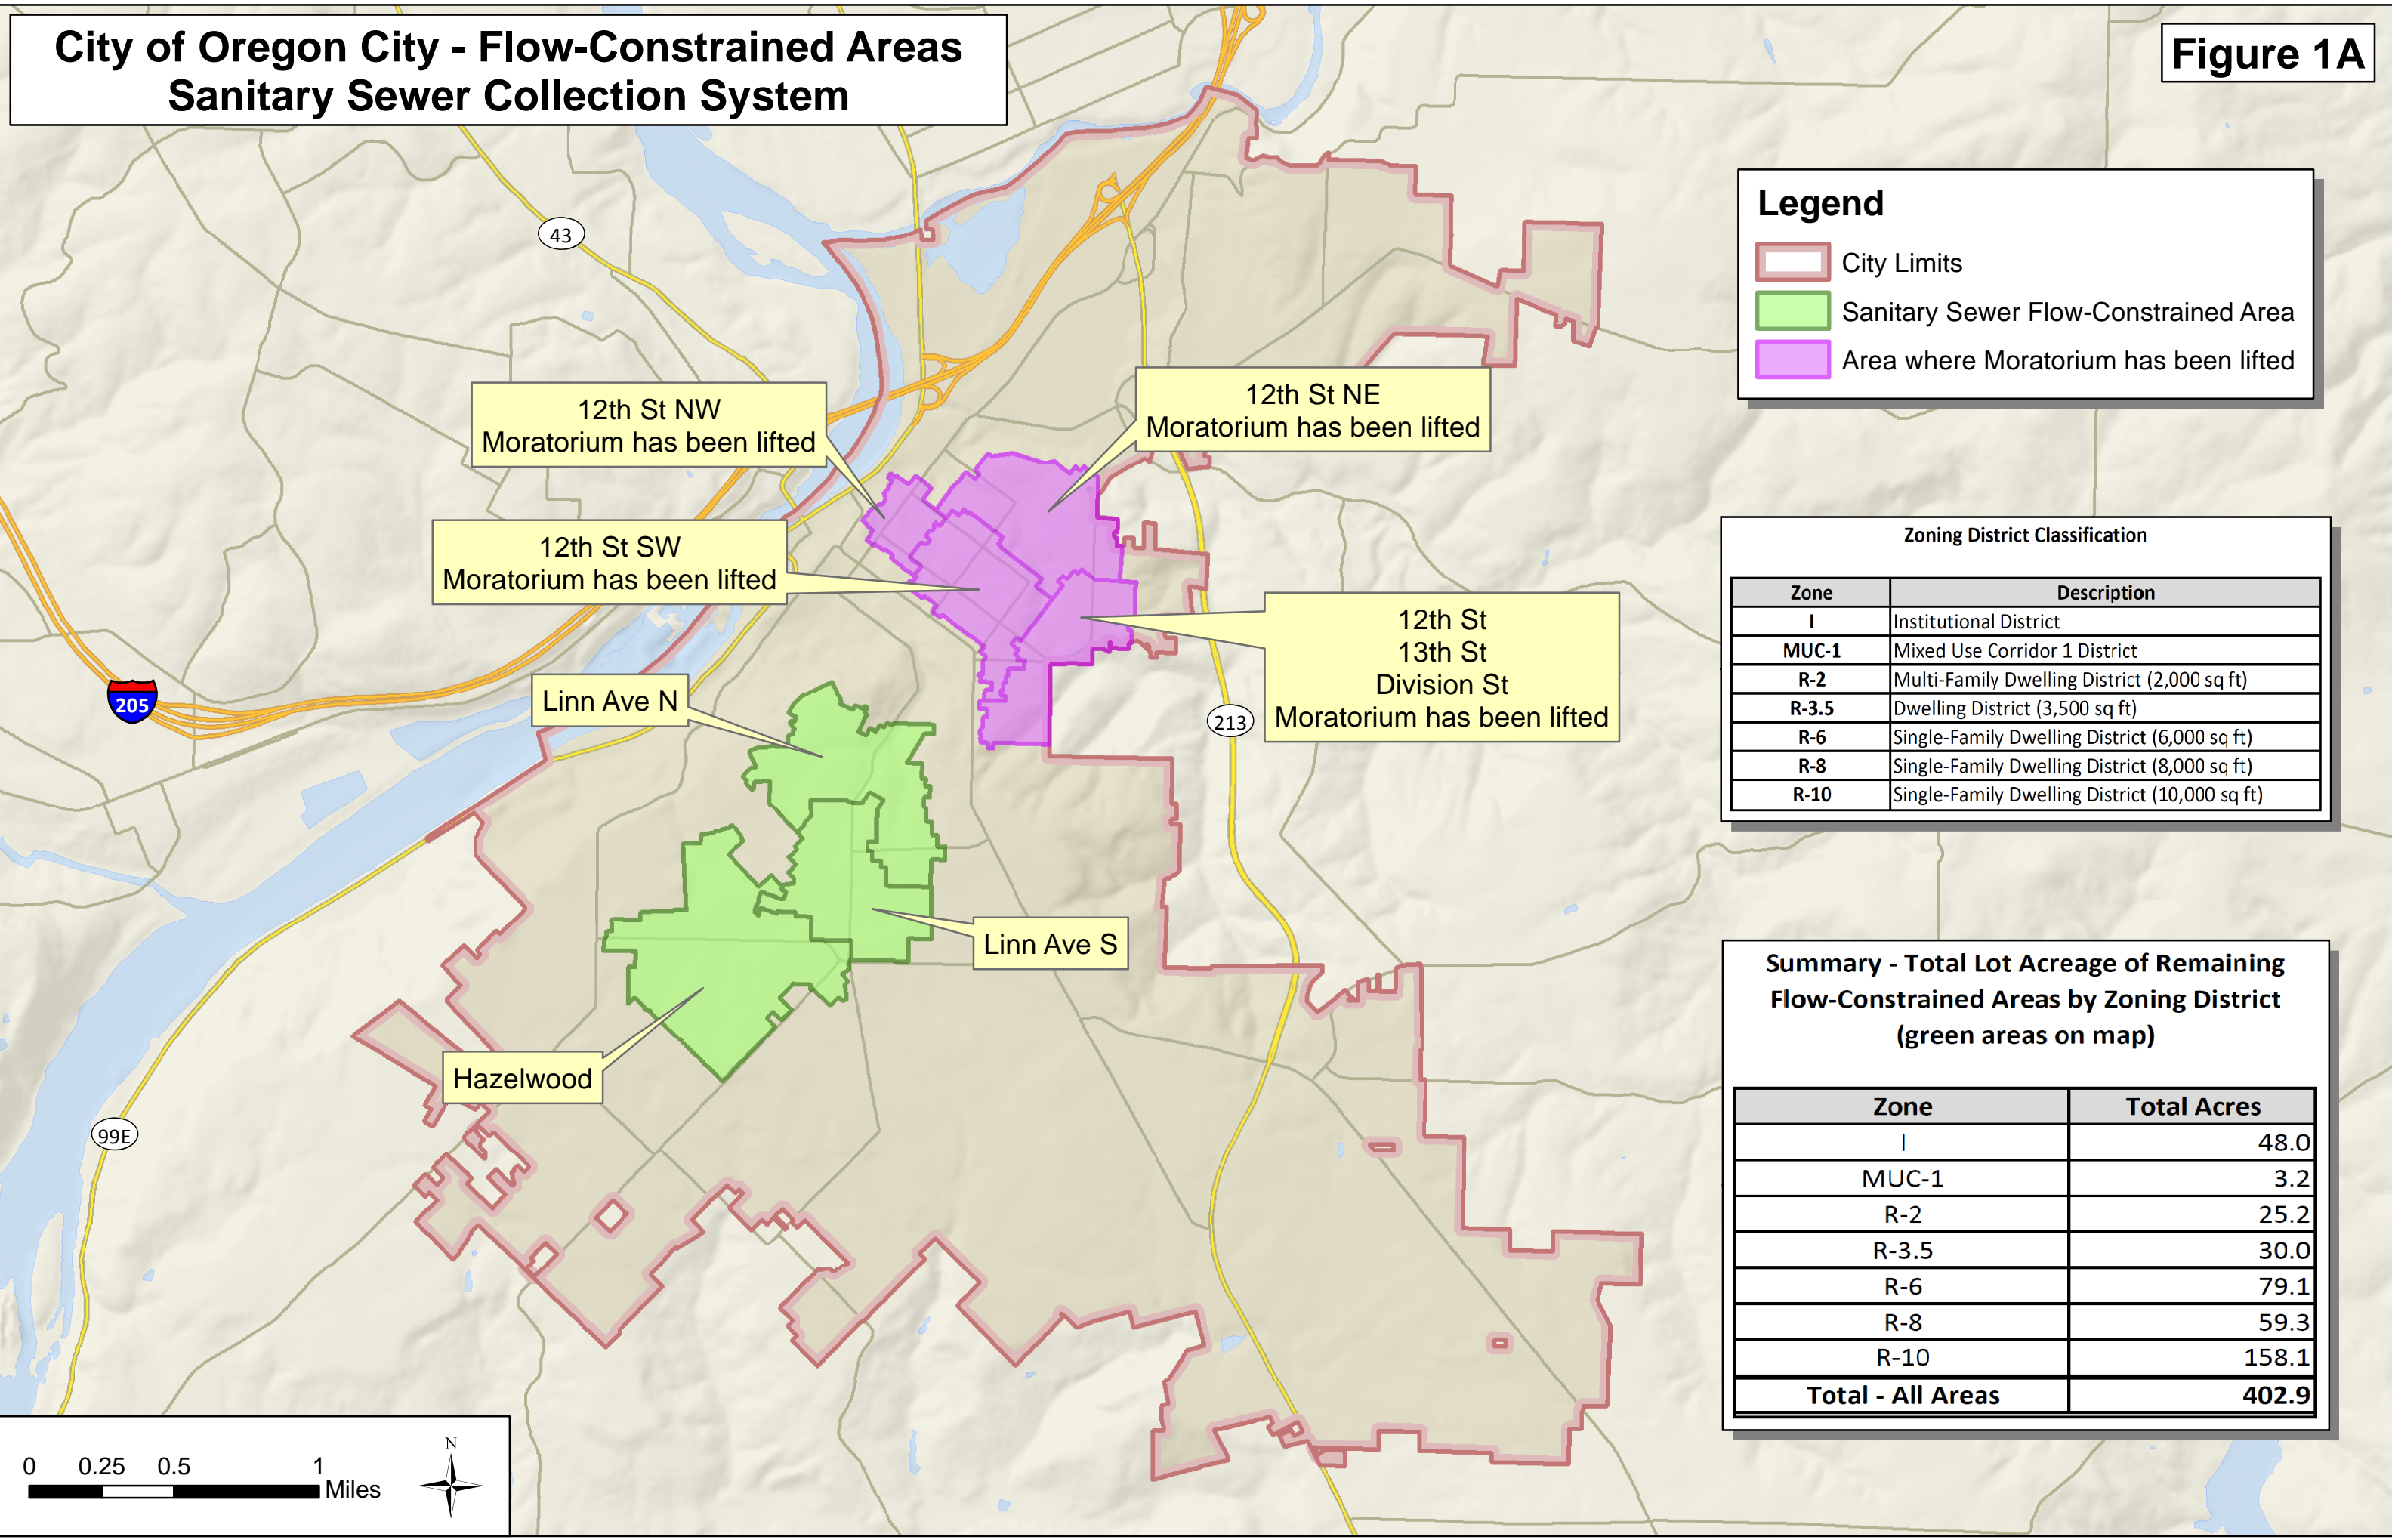 City of Oregon City - Flow-Constrained Areas
Sanitary Sewer Collection System
Figure 1A
Legend
City Limits
Sanitary Sewer Flow-Constrained Area
Area where Moratorium has been lifted
43
12th St NW
Moratorium has been lifted
12th St NE
Moratorium has been lifted
12th St SW
Moratorium has been lifted
12th St
13th St
Division St
Moratorium has been lifted
Linn Ave N
205
213
Linn Ave S
Hazelwood
99E
Zoning District Classification
Zone Description
I Institutional District
MUC-1 Mixed Use Corridor 1 District
R-2 Multi-Family Dwelling District (2,000 sq ft)
R-3.5 Dwelling District (3,500 sq ft)
R-6 Single-Family Dwelling District (6,000 sq ft)
R-8 Single-Family Dwelling District (8,000 sq ft)
R-10 Single-Family Dwelling District (10,000 sq ft)
Summary - Total Lot Acreage of Remaining
Flow-Constrained Areas by Zoning District
(green areas on map)
Zone Total Acres
I 48.0
MUC-1 3.2
R-2 25.2
R-3.5 30.0
R-6 79.1
R-8 59.3
R-10 158.1
Total - All Areas 402.9
0 0.25 0.5 1
Miles
N